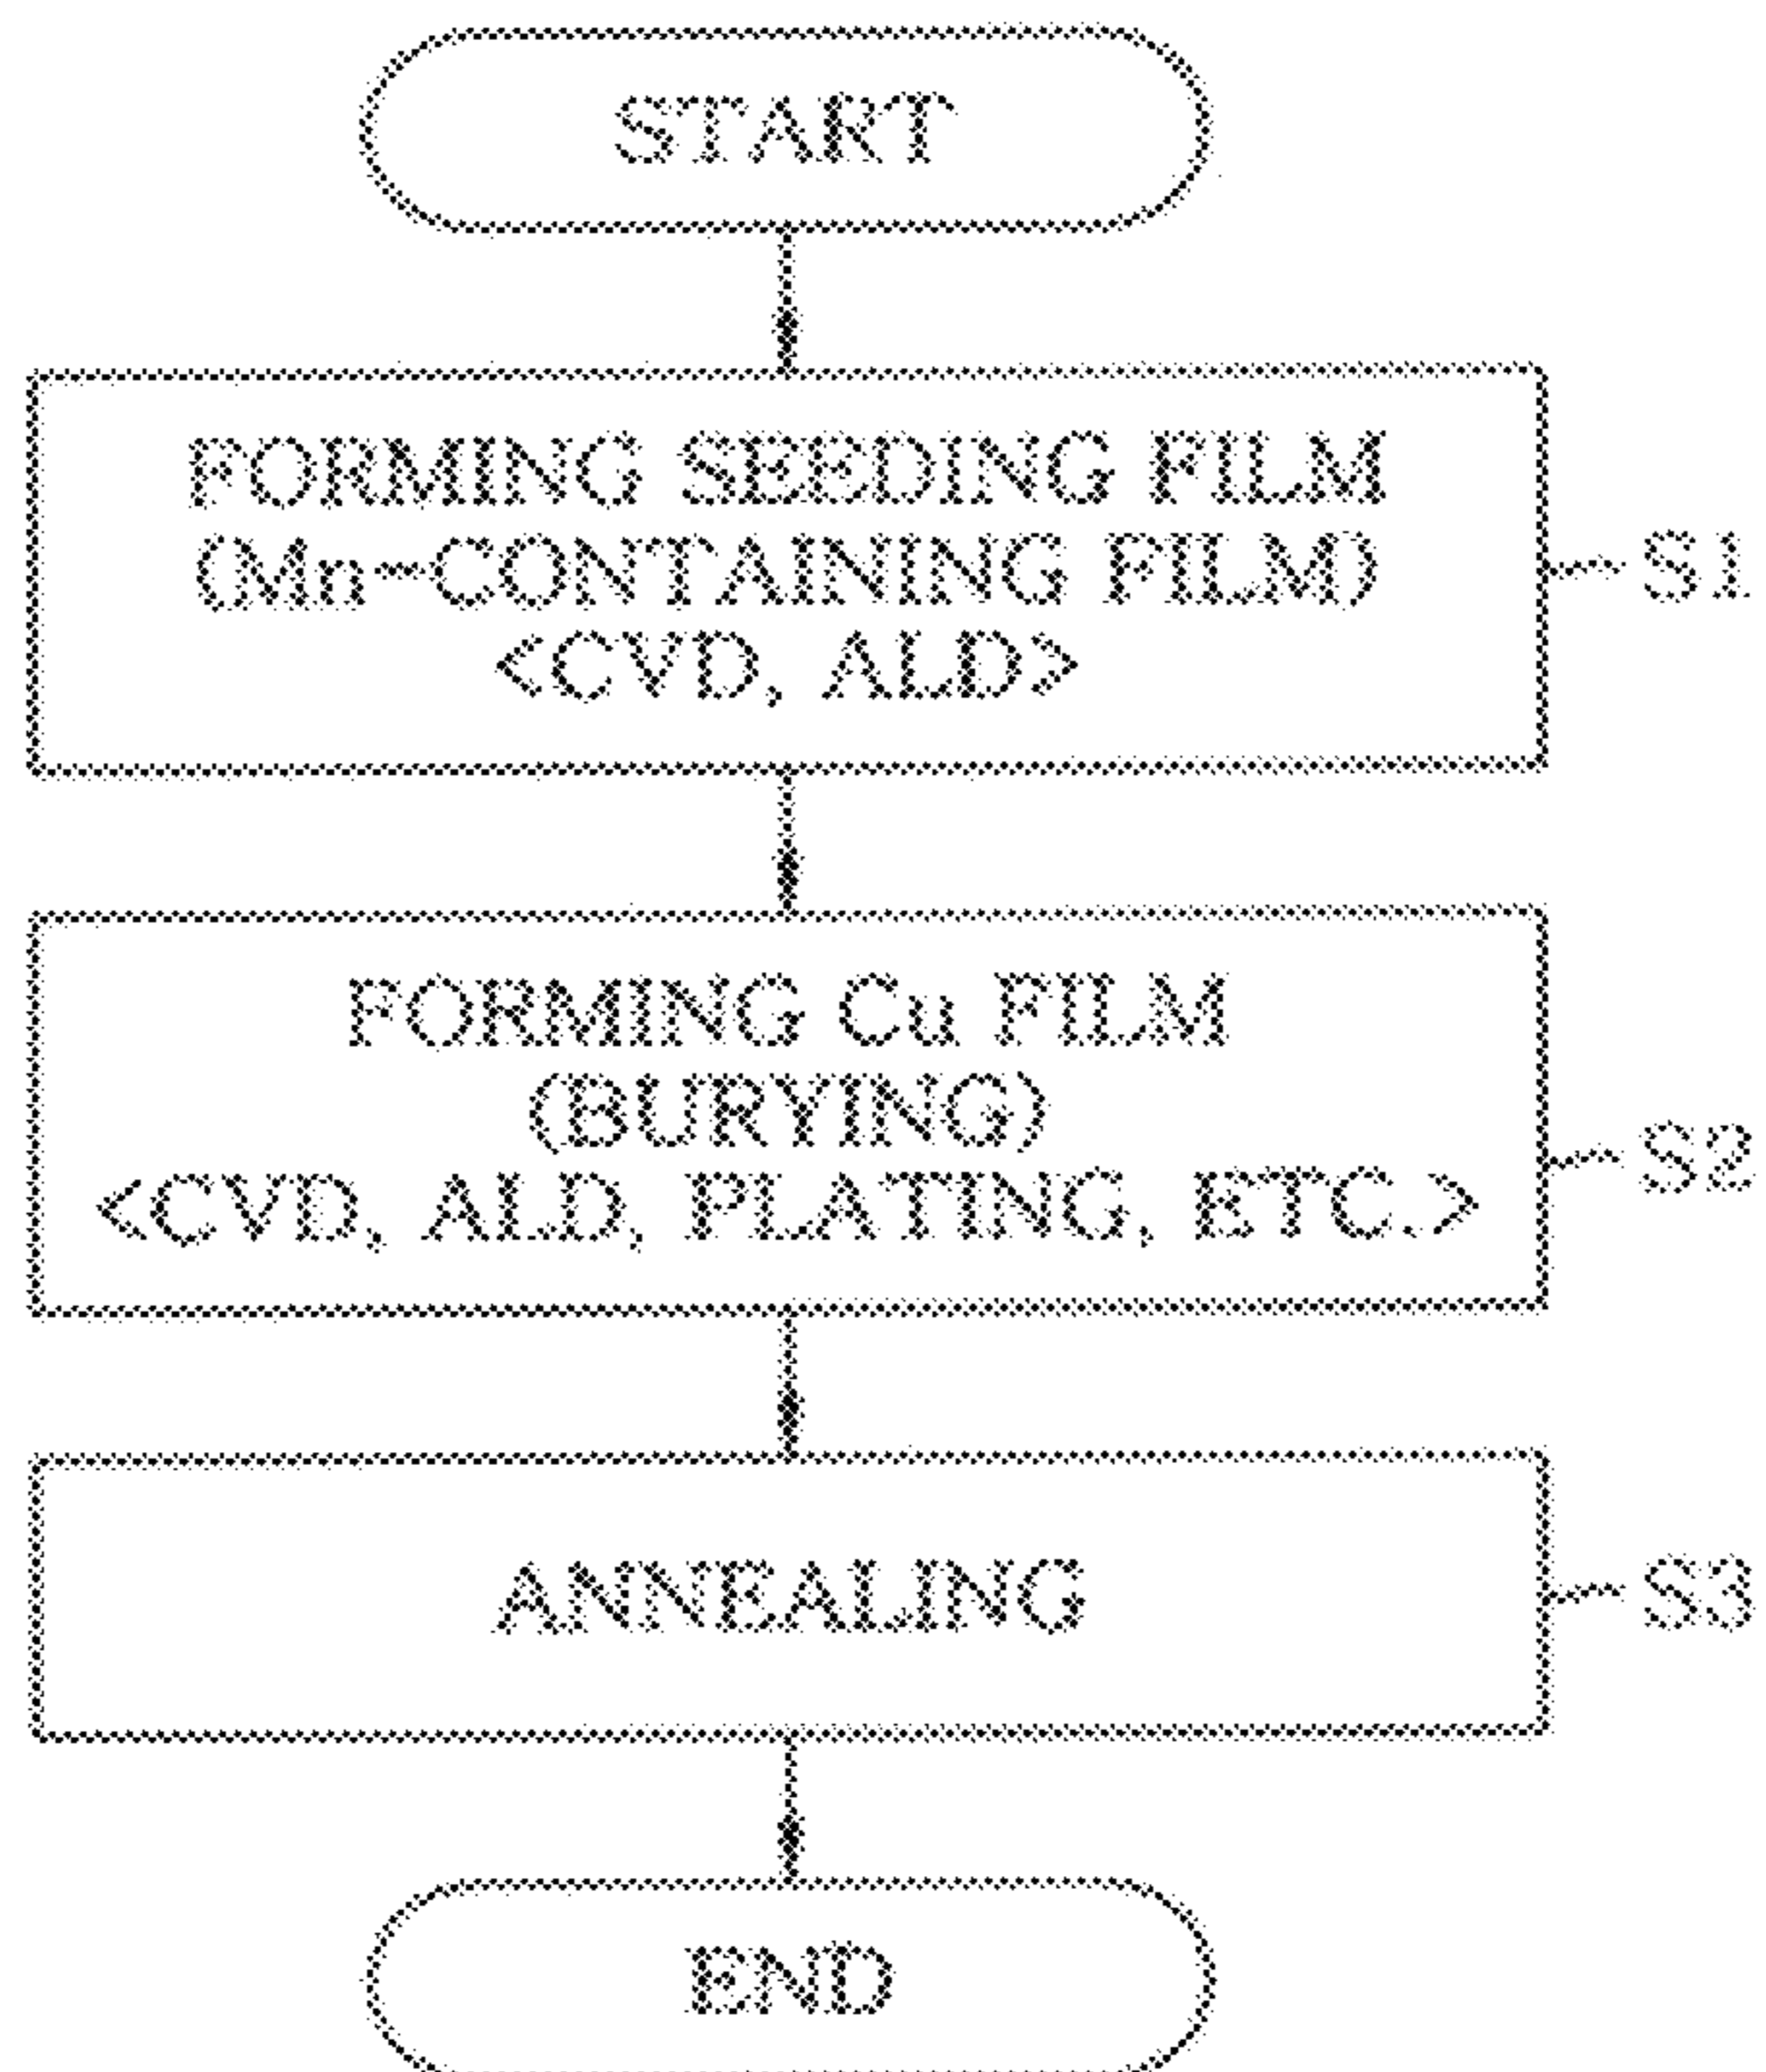 START
FORMING SEEDING FILM
(Mn-CONTAINING FILM)
<CVD, ALD>
S1
FORMING Cu FILM
(BURYING)
<CVD, ALD, PLATING, ETC.>
S2
ANNEALING
S3
END